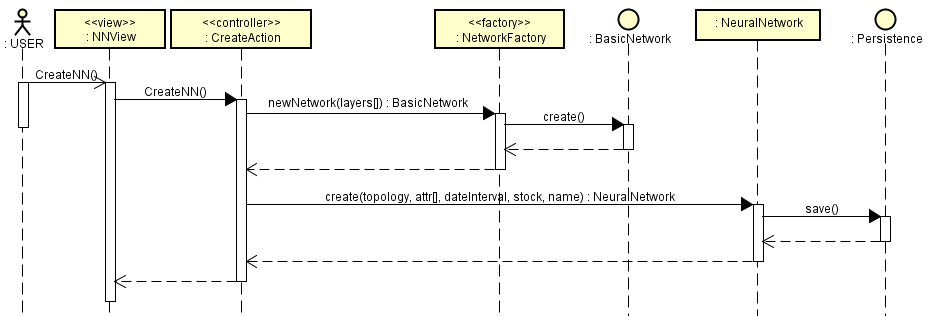 <<view>>
: NNView
<<controller>>
: CreateAction
<<factory>>
: NetworkFactory
: NeuralNetwork
: USER
: BasicNetwork
: Persistence
CreateNN()
CreateNN()
newNetwork(layers[]) : BasicNetwork
create()
create(topology, attr[], dateInterval, stock, name) : NeuralNetwork
save()